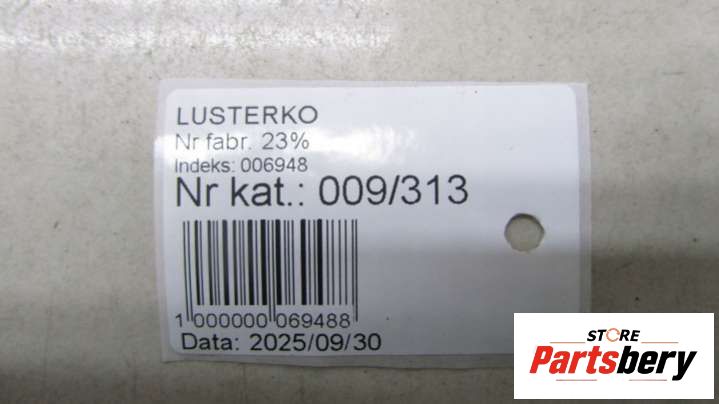 LUSTERKO
Nr fabr. 23%
Indeks: 006948
Nr kat.: 009/313
1 000000 069488
Data: 2025/09/30
STORE
Partsbery